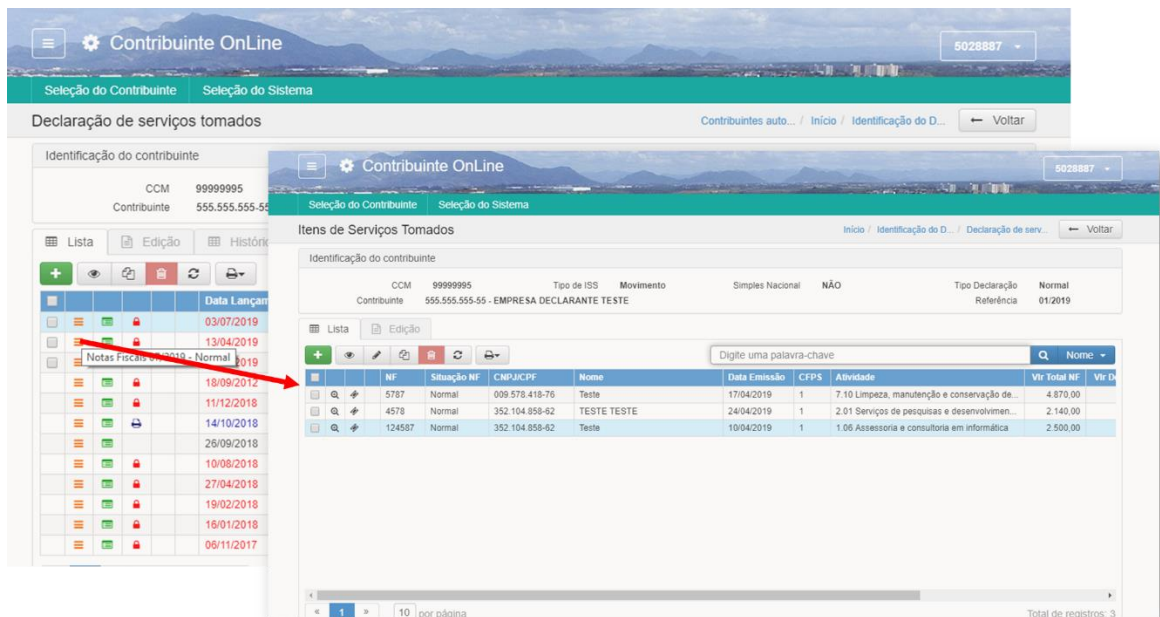 Contribuinte OnLine
5028887
Seleção do Contribuinte Seleção do Sistema
Declaração de serviços tomados
Contribuintes auto... / Início / Identificação do D... Voltar
Identificação do contribuinte
CCM 99999995
Contribuinte 555.555.555-55
Lista Edição
Data Lançam
03/07/2019
13/04/2019
Notas Fiscais 07/2019 - Normal
18/09/2012
11/12/2018
14/10/2018
26/09/2018
10/08/2018
27/04/2018
19/02/2018
16/01/2018
06/11/2017
Contribuinte OnLine
5028887
Seleção do Contribuinte Seleção do Sistema
Itens de Serviços Tomados
Início / Identificação do D... / Declaração de serv... Voltar
Identificação do contribuinte
CCM 99999995 Tipo de ISS Movimento Simples Nacional NÃO Tipo Declaração Normal
Contribuinte 555.555.555-55 - EMPRESA DECLARANTE TESTE Referência 01/2019
Lista Edição
Digite uma palavra-chave Nome
NF Situação NF CNPJ/CPF Nome Data Emissão CFPS Atividade Vlr Total NF
5787 Normal 009.578.418-76 Teste 17/04/2019 1 7.10 Limpeza, manutenção e conservação de... 4.870,00
4578 Normal 352.104.858-62 TESTE TESTE 24/04/2019 1 2.01 Serviços de pesquisas e desenvolvimen... 2.140,00
124587 Normal 352.104.858-62 Teste 10/04/2019 1 1.06 Assessoria e consultoria em informática 2.500,00
« 1 » 10 por página
Total de registros: 3